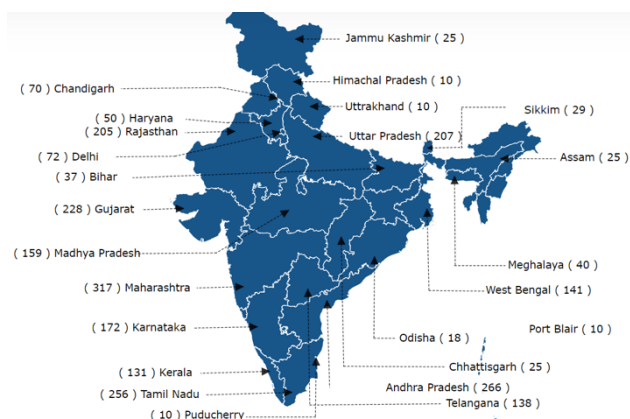 Jammu Kashmir ( 25 )
Himachal Pradesh ( 10 )
( 70 ) Chandigarh
Uttrakhand ( 10 )
Sikkim ( 29 )
( 50 ) Haryana
( 205 ) Rajasthan
Uttar Pradesh ( 207 )
( 72 ) Delhi
Assam ( 25 )
( 37 ) Bihar
( 228 ) Gujarat
( 159 ) Madhya Pradesh
Meghalaya ( 40 )
( 317 ) Maharashtra
West Bengal ( 141 )
( 172 ) Karnataka
Port Blair ( 10 )
Odisha ( 18 )
Chhattisgarh ( 25 )
( 131 ) Kerala
Andhra Pradesh ( 266 )
( 256 ) Tamil Nadu
Telangana ( 138 )
( 10 ) Puducherry